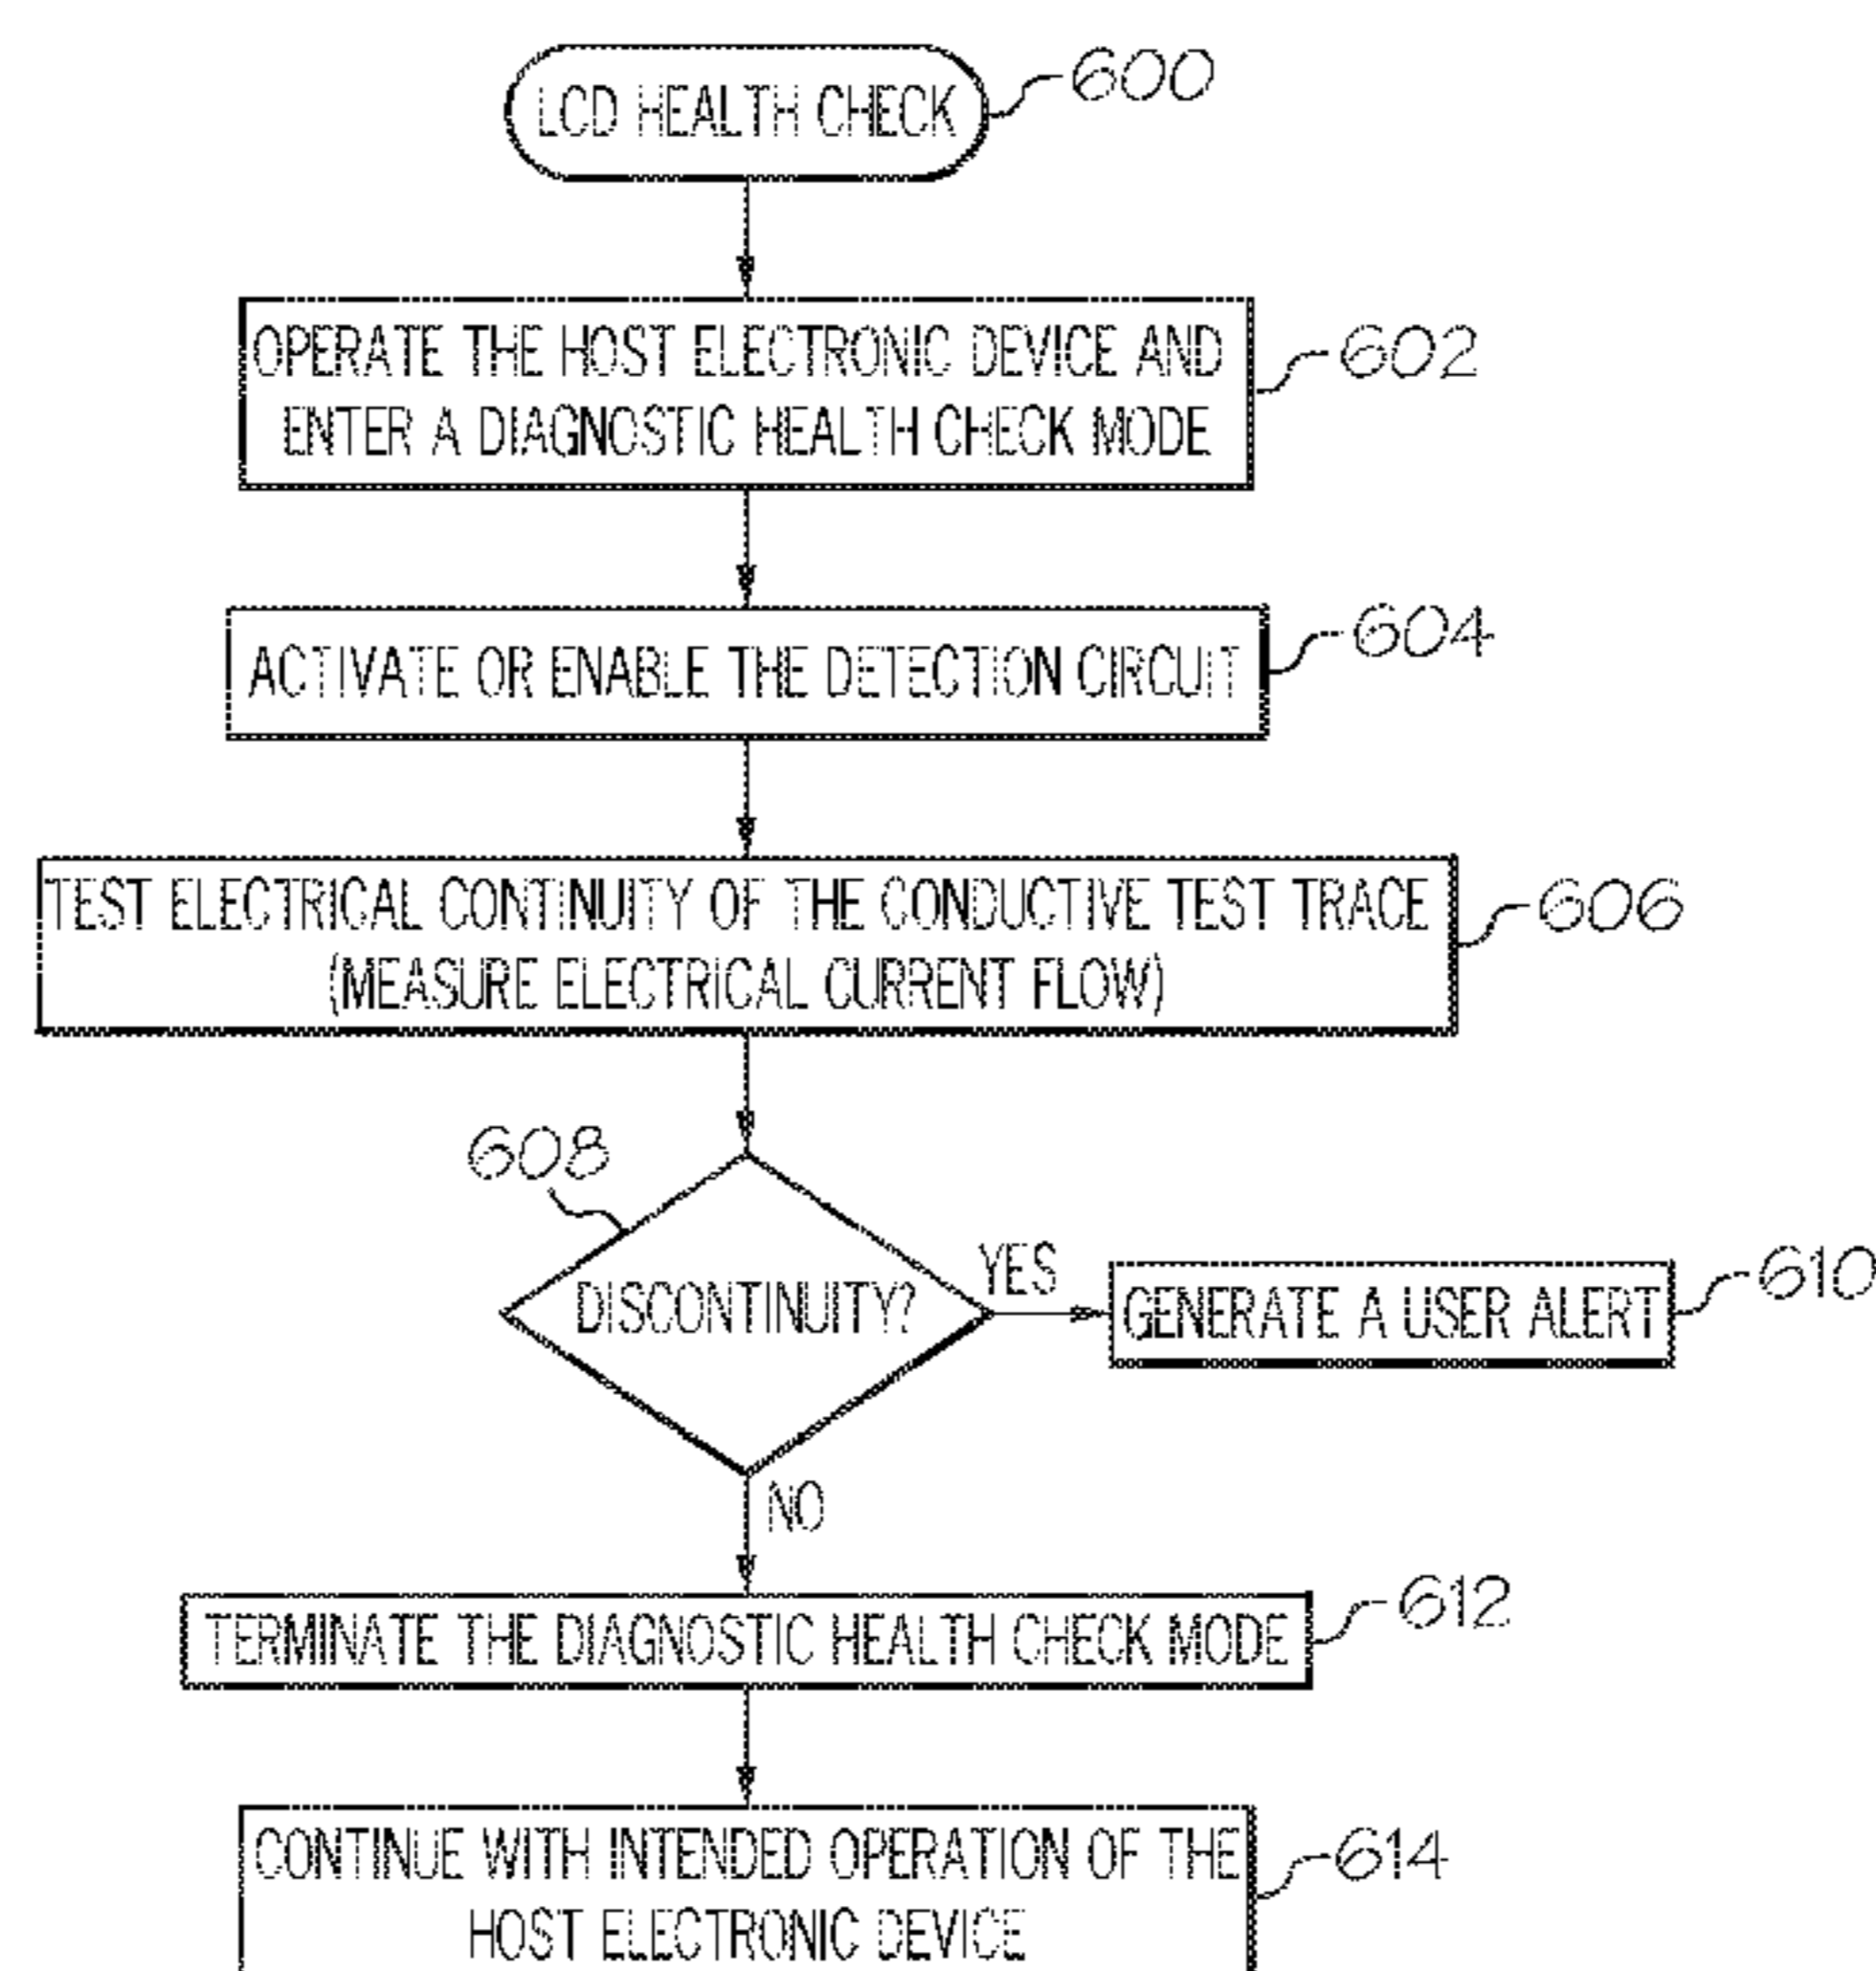 LCD HEALTH CHECK
600
OPERATE THE HOST ELECTRONIC DEVICE AND
ENTER A DIAGNOSTIC HEALTH CHECK MODE
602
ACTIVATE OR ENABLE THE DETECTION CIRCUIT
604
TEST ELECTRICAL CONTINUITY OF THE CONDUCTIVE TEST TRACE
(MEASURE ELECTRICAL CURRENT FLOW)
606
608
DISCONTINUITY?
YES
GENERATE A USER ALERT
610
NO
TERMINATE THE DIAGNOSTIC HEALTH CHECK MODE
612
CONTINUE WITH INTENDED OPERATION OF THE
HOST ELECTRONIC DEVICE
614